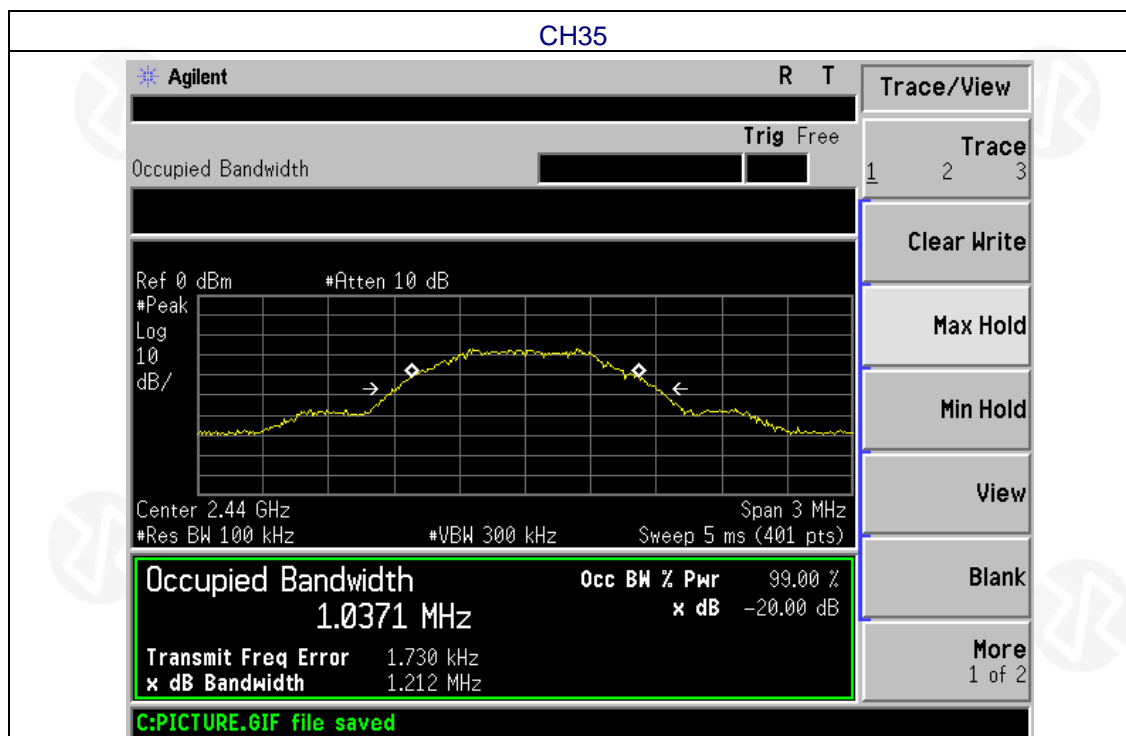 CH35
Agilent
R T
Trace/View
Trig Free
Occupied Bandwidth
Trace
1 2 3
Clear Write
Ref 0 dBm #Atten 10 dB
#Peak
Log
10
dB/
Max Hold
Min Hold
View
Center 2.44 GHz Span 3 MHz
#Res BW 100 kHz #VBW 300 kHz Sweep 5 ms (401 pts)
Occupied Bandwidth
1.0371 MHz
Occ BW % Pwr 99.00 %
x dB -20.00 dB
Blank
Transmit Freq Error 1.730 kHz
x dB Bandwidth 1.212 MHz
More
1 of 2
C:PICTURE.GIF file saved